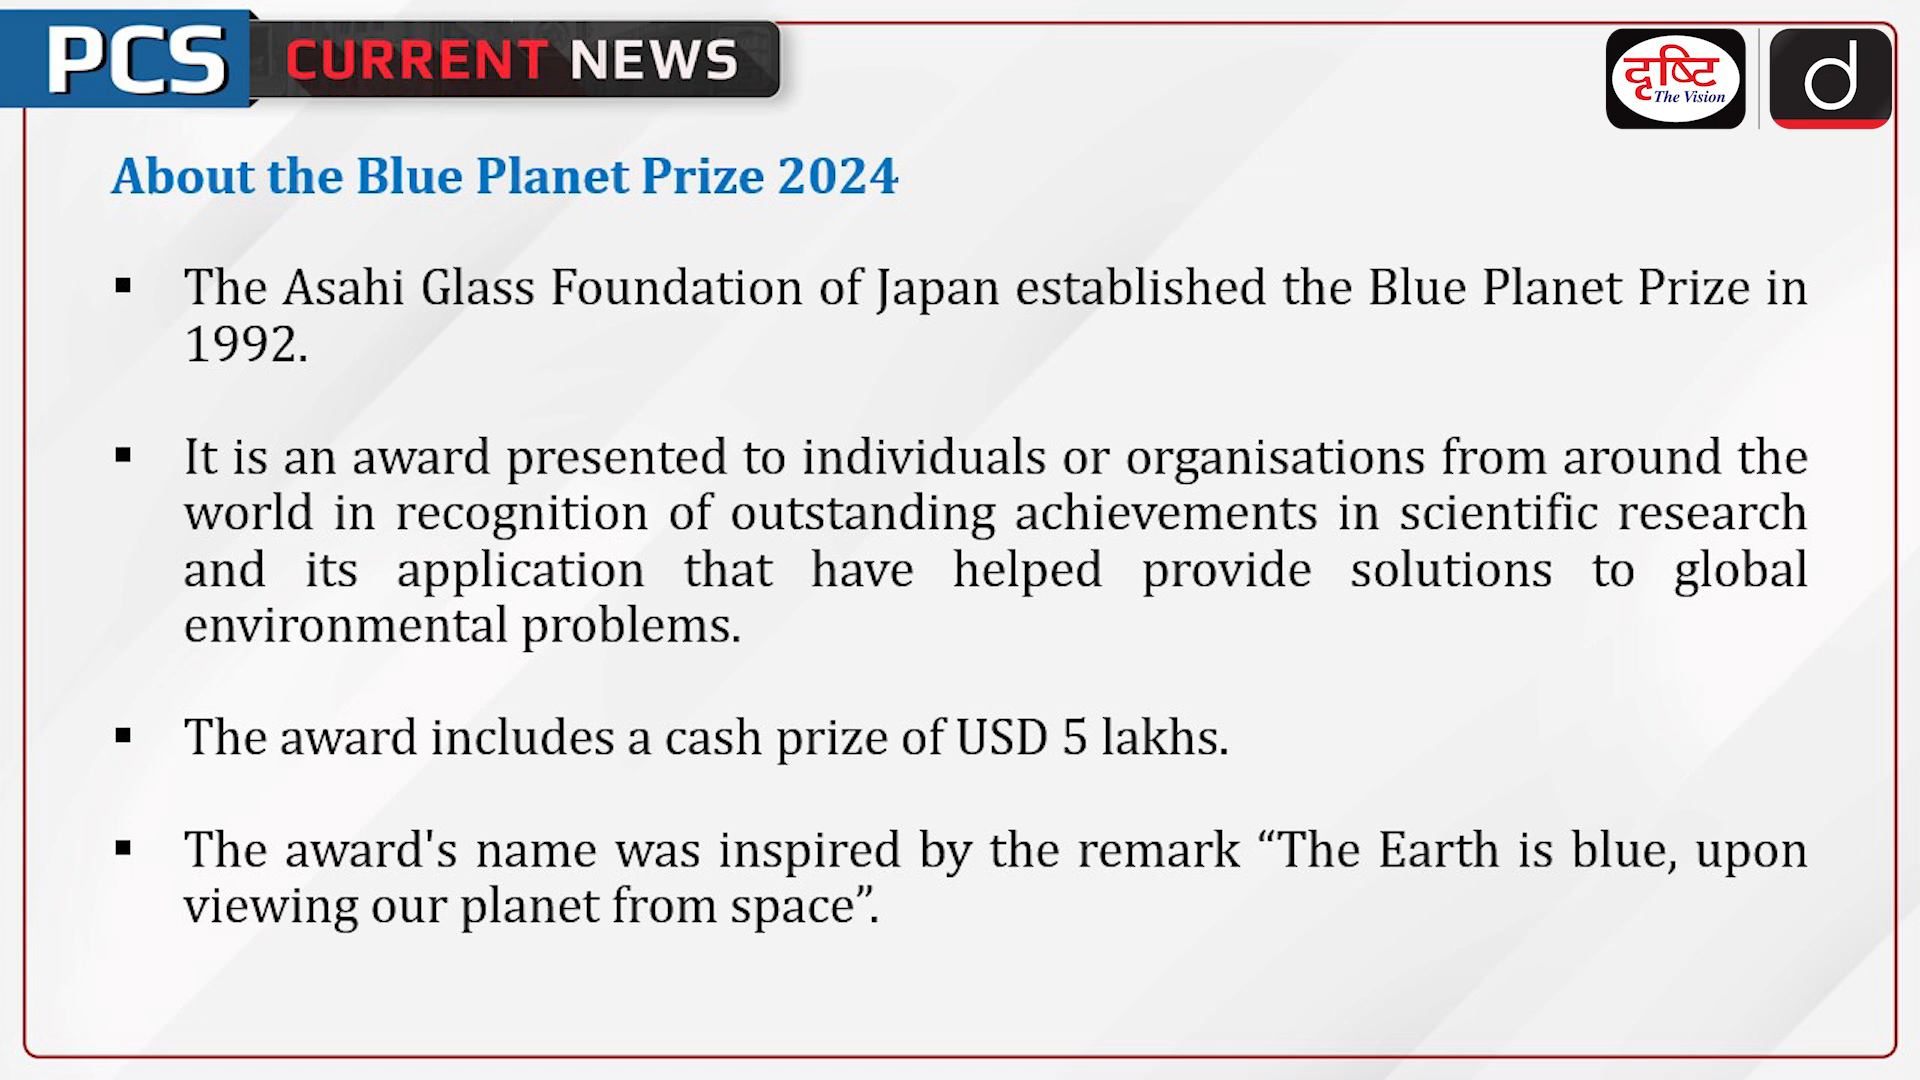 PCS CURRENT NEWS
दृष्टि
The Vision
d
About the Blue Planet Prize 2024
▪ The Asahi Glass Foundation of Japan established the Blue Planet Prize in
1992.
▪ It is an award presented to individuals or organisations from around the
world in recognition of outstanding achievements in scientific research
and its application that have helped provide solutions to global
environmental problems.
▪ The award includes a cash prize of USD 5 lakhs.
▪ The award's name was inspired by the remark “The Earth is blue, upon
viewing our planet from space”.